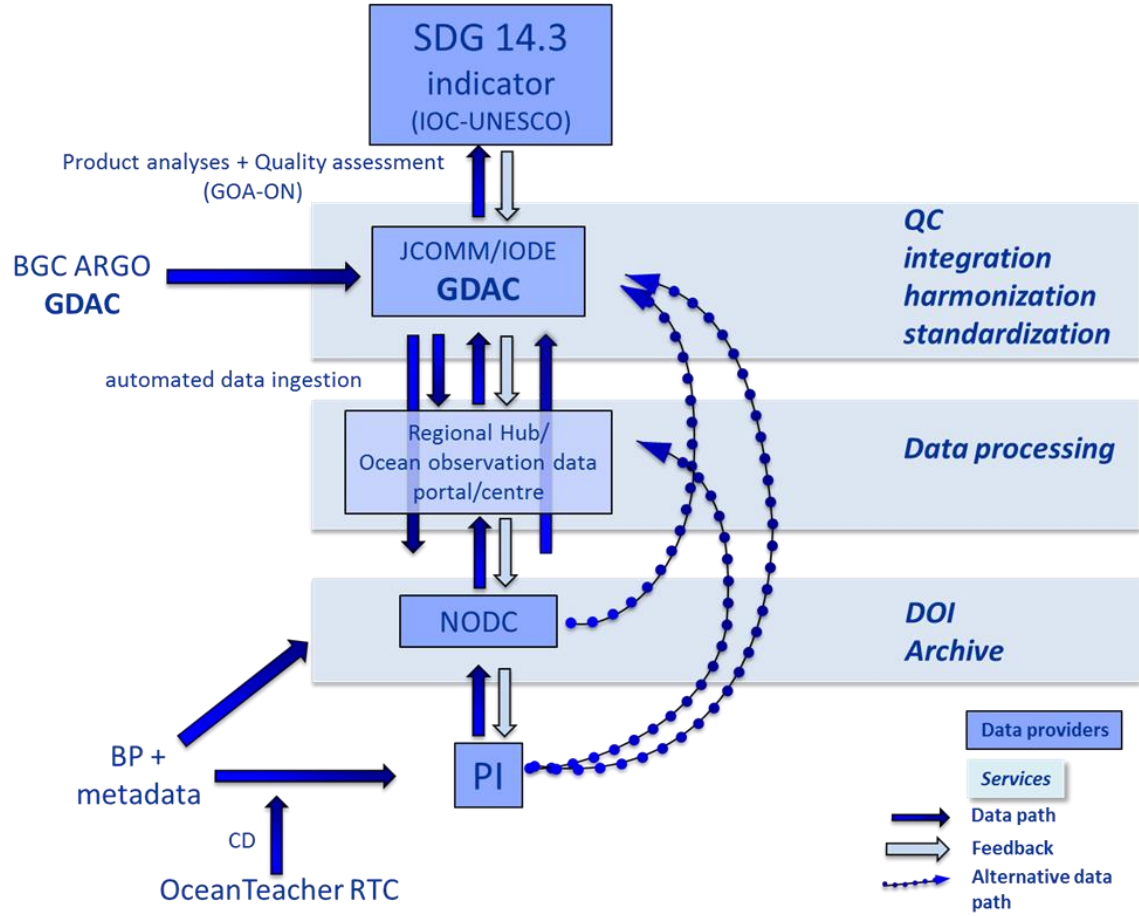 SDG 14.3
indicator
(IOC-UNESCO)
Product analyses + Quality assessment
(GOA-ON)
QC
integration
harmonization
standardization
JCOMM/IODE
GDAC
BGC ARGO
GDAC
automated data ingestion
Regional Hub/
Ocean observation data
portal/centre
Data processing
NODC
DOI
Archive
BP +
metadata
PI
CD
OceanTeacher RTC
Data providers
Services
Data path
Feedback
Alternative data
path